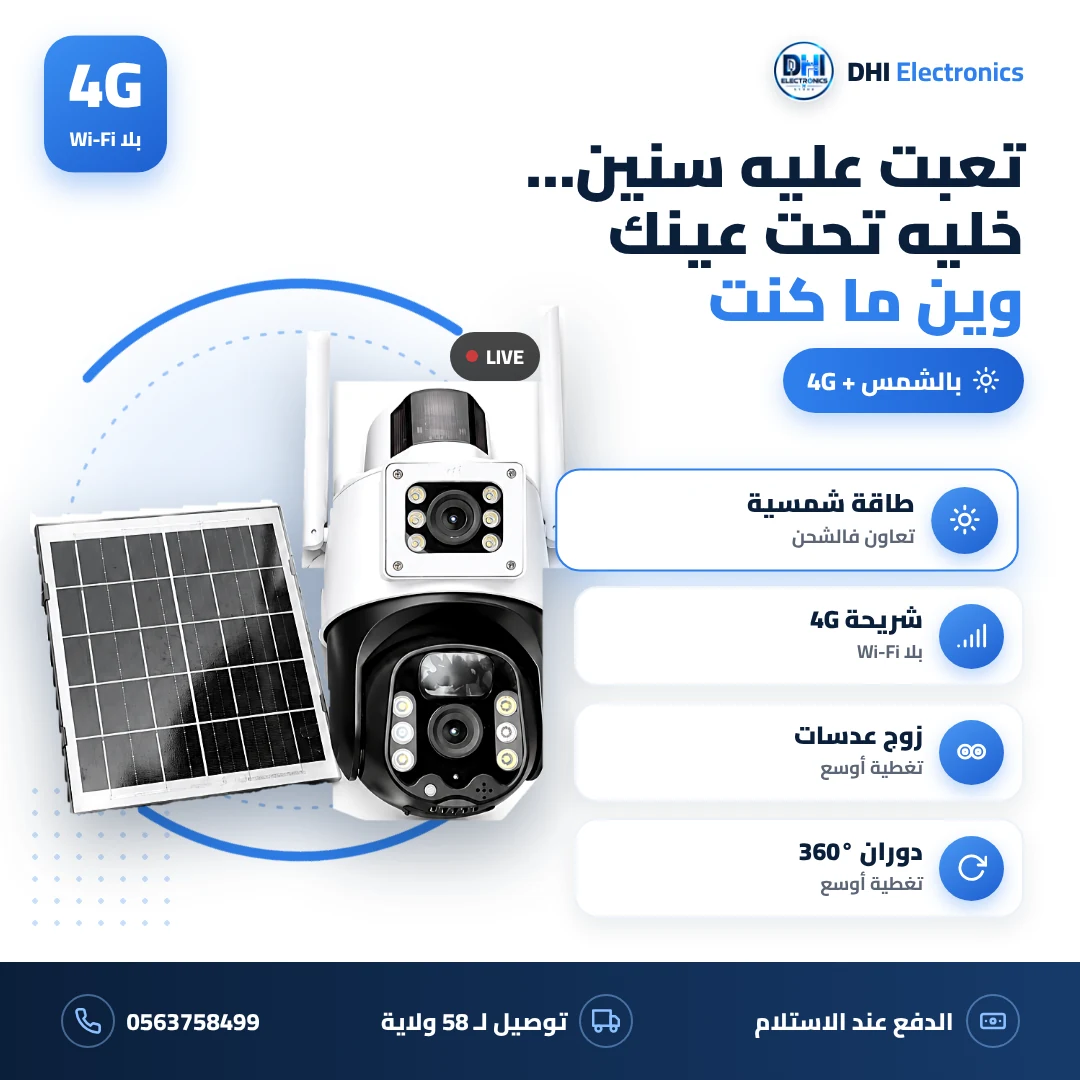 4G
بلا Wi-Fi
DHI
ELECTRONICS
DHI Electronics
تعبت عليه سنين...
خليه تحت عينك
وين ما كنت
بالشمس + 4G
LIVE
طاقة شمسية
تعاون فالشحن
شريحة 4G
بلا Wi-Fi
زوج عدسات
تغطية أوسع
دوران 360°
تغطية أوسع
الدفع عند الاستلام
توصيل لـ 58 ولاية
0563758499